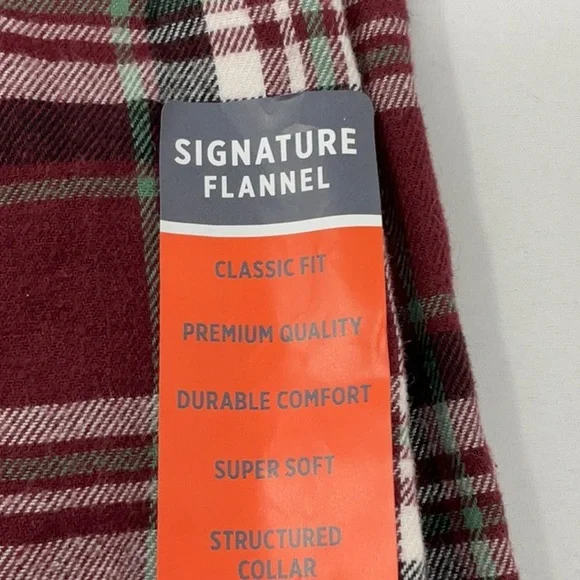 SIGNATURE
FLANNEL
CLASSIC FIT
PREMIUM QUALITY
DURABLE COMFORT
SUPER SOFT
STRUCTURED
COLLAR